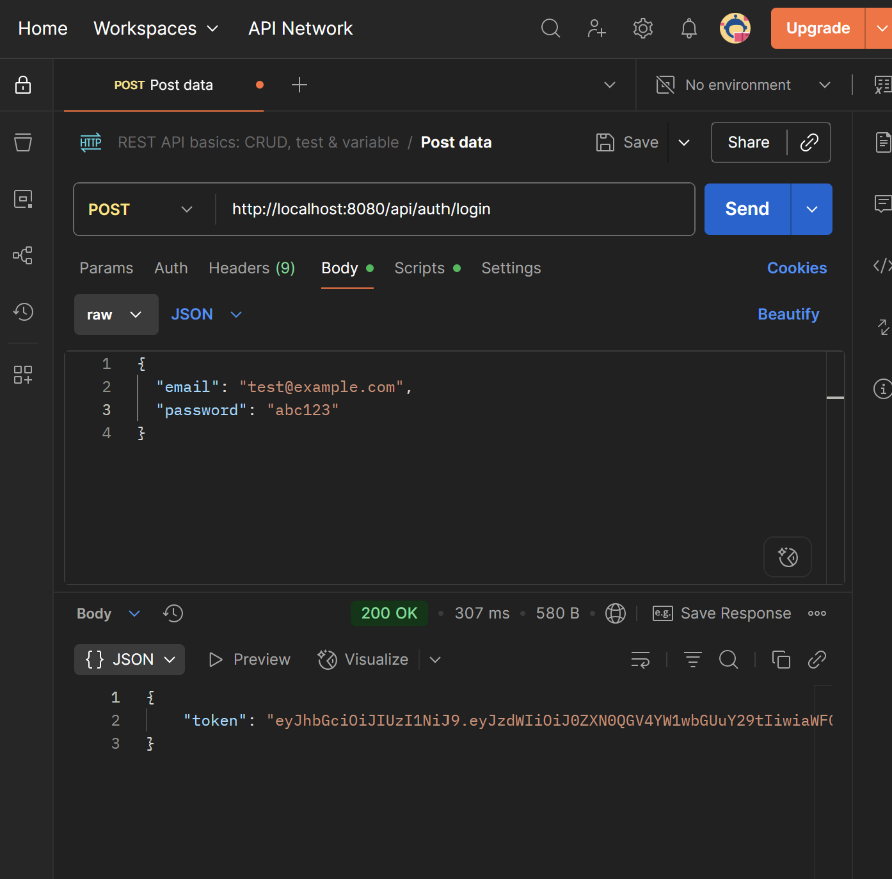 Home Workspaces API Network Upgrade
POST Post data No environment
HTTP REST API basics: CRUD, test & variable / Post data Save Share
POST http://localhost:8080/api/auth/login Send
Params Auth Headers (9) Body Scripts Settings Cookies
raw JSON Beautify
1 {
2 "email": "test@example.com",
3 "password": "abc123"
4 }
Body 200 OK • 307 ms • 580 B • e.g. Save Response
{} JSON Preview Visualize
1 {
2 "token": "eyJhbGciOiJIUzI1NiJ9.eyJzdWIiOiJ0ZXN0QGV4YW1wbGUuY29tIiwiaWF
3 }